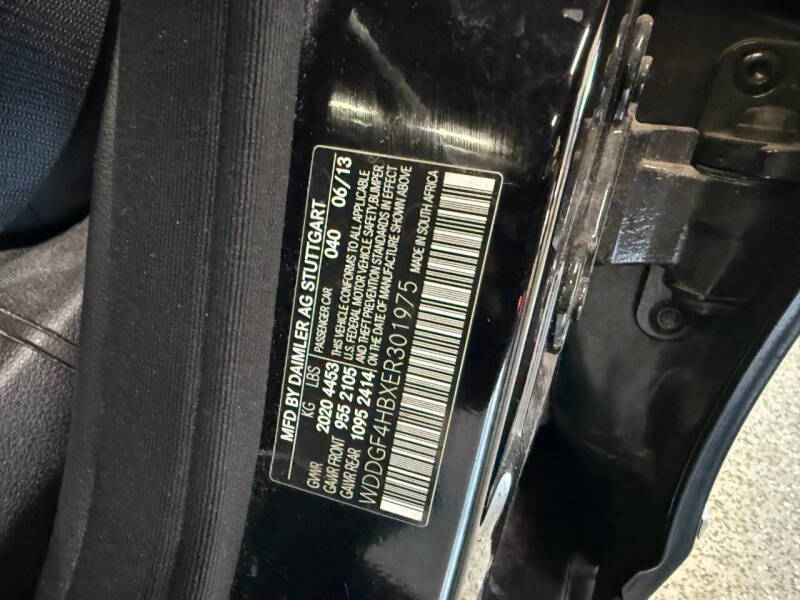 MFD BY DAIMLER AG STUTTGART
PASSENGER CAR 040 06/13
KG LBS
GVWR 2020 4453
GAWR FRONT 955 2105
GAWR REAR 1095 2414
THIS VEHICLE CONFORMS TO ALL APPLICABLE
U.S. FEDERAL MOTOR VEHICLE SAFETY, BUMPER
AND THEFT PREVENTION STANDARDS IN EFFECT
ON THE DATE OF MANUFACTURE SHOWN ABOVE
WDDGF4HBXER301975 MADE IN SOUTH AFRICA